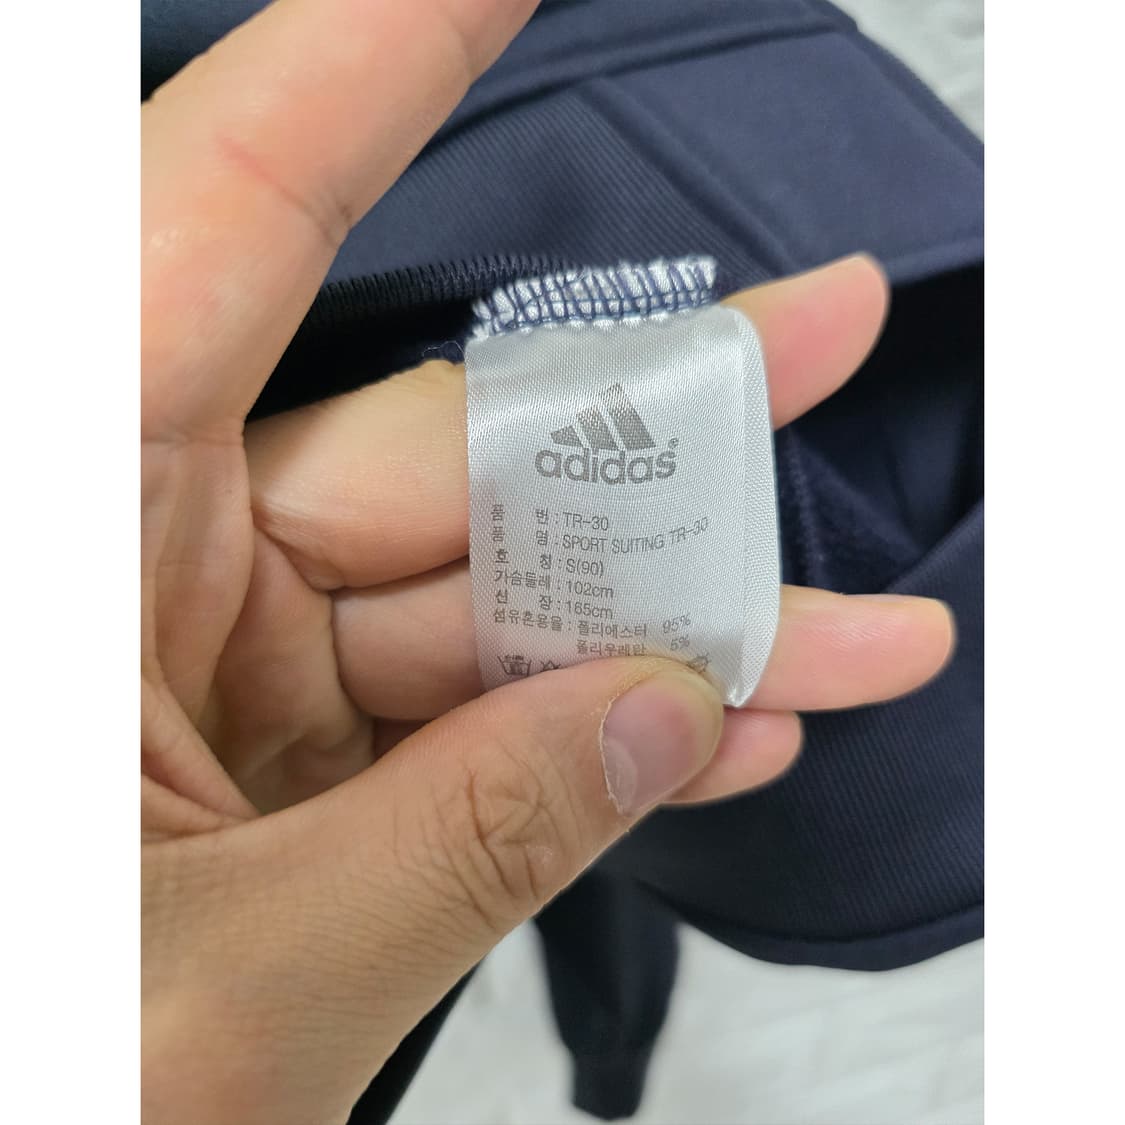 adidas®
품 번 : TR-30
품 명 : SPORT SUITING TR-30
호 칭 : S(90)
가슴둘레 : 102cm
신 장 : 165cm
섬유혼용율 : 폴리에스터 95%
폴리우레탄 5%